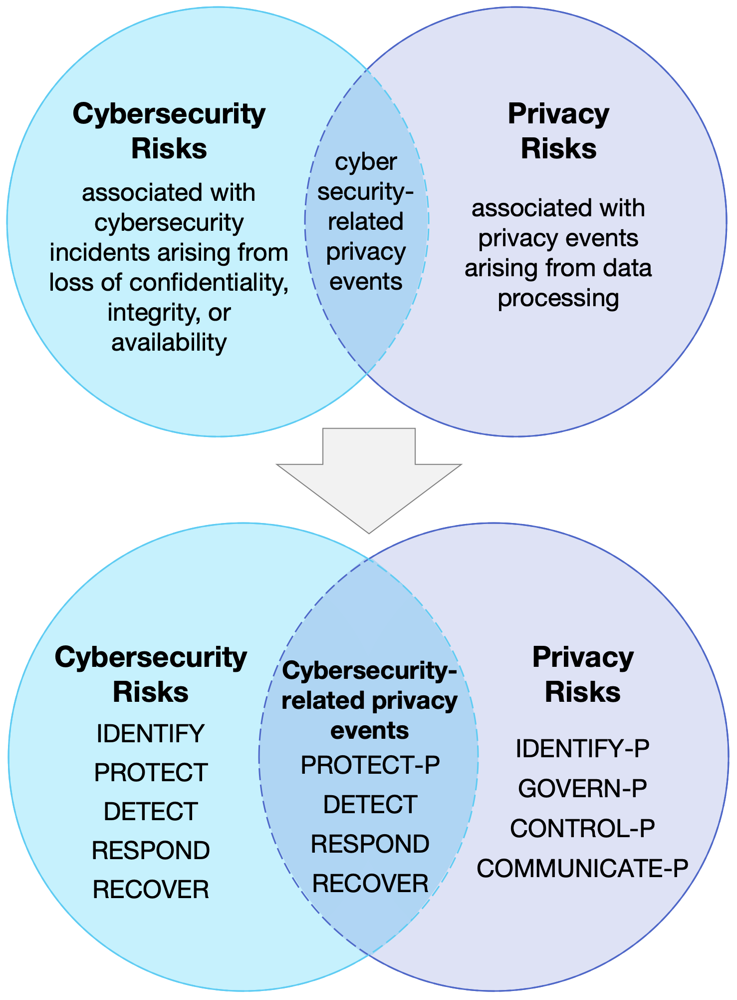 Cybersecurity
Risks
associated with
cybersecurity
incidents arising from
loss of confidentiality,
integrity, or
availability
cyber
security-
related
privacy
events
Privacy
Risks
associated with
privacy events
arising from data
processing
Cybersecurity
Risks
IDENTIFY
PROTECT
DETECT
RESPOND
RECOVER
Cybersecurity-
related privacy
events
PROTECT-P
DETECT
RESPOND
RECOVER
Privacy
Risks
IDENTIFY-P
GOVERN-P
CONTROL-P
COMMUNICATE-P